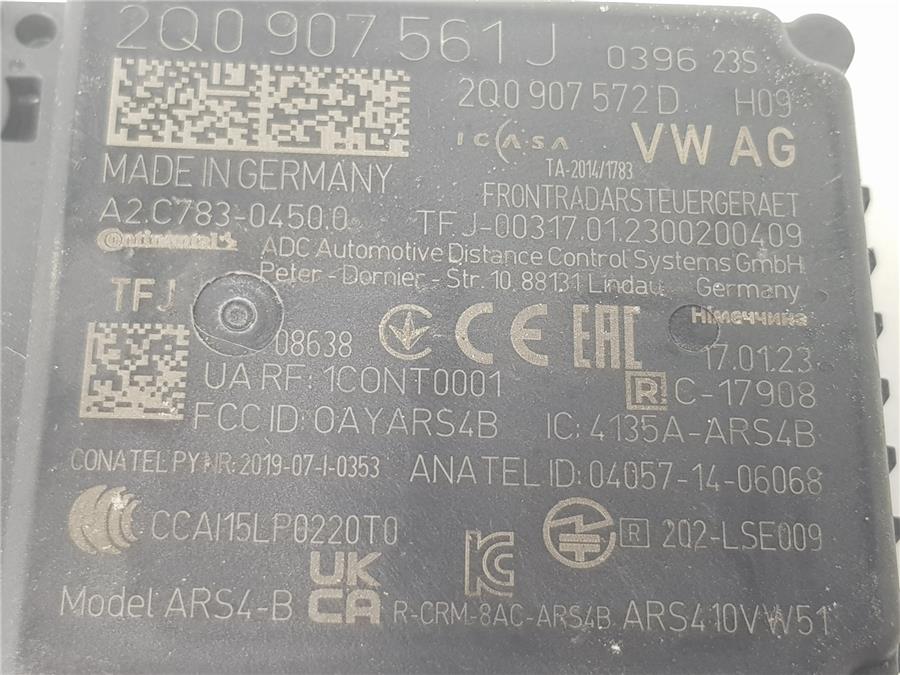 2Q0 907 561 J 0396 23S
2Q0 907 572 D H09
ICASA VW AG
TA-2014/1783
MADE IN GERMANY FRONTRADARSTEUERGERAET
A2.C783-0450.0 TFJ-00317.01.2300200409
Continental ADC Automotive Distance Control Systems GmbH
Peter - Dornier - Str. 10, 88131 Lindau Germany
TFJ Німеччина
08638 CE EAC 17.01.23
UA RF: 1CONT0001 R C-17908
FCC ID: OAYARS4B IC: 4135A-ARS4B
CONATEL PY NR: 2019-07-I-0353 ANATEL ID: 04057-14-06068
CCC CCAI15LP0220T0 R 202-LSE009
UK
CA
Model ARS4-B R-CRM-8AC-ARS4B ARS410VW51